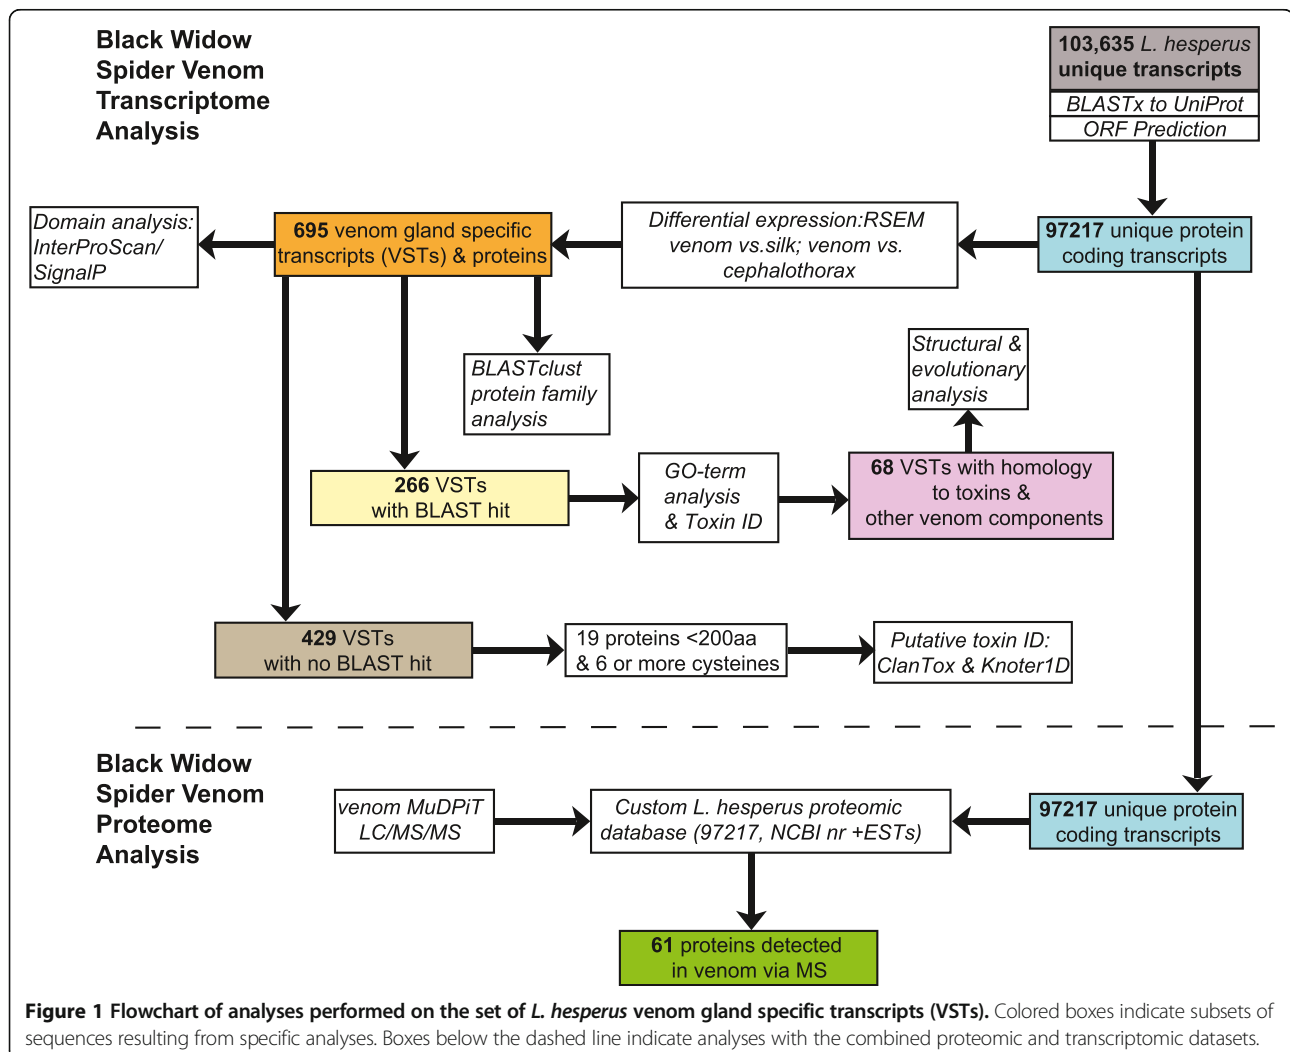 Black Widow
Spider Venom
Transcriptome
Analysis
103,635 L. hesperus
unique transcripts
BLASTx to UniProt
ORF Prediction
Domain analysis:
InterProScan/
SignalP
695 venom gland specific
transcripts (VSTs) & proteins
Differential expression:RSEM
venom vs.silk; venom vs.
cephalothorax
97217 unique protein
coding transcripts
BLASTclust
protein family
analysis
Structural &
evolutionary
analysis
266 VSTs
with BLAST hit
GO-term
analysis
& Toxin ID
68 VSTs with homology
to toxins &
other venom components
429 VSTs
with no BLAST hit
19 proteins <200aa
& 6 or more cysteines
Putative toxin ID:
ClanTox & Knoter1D
Black Widow
Spider Venom
Proteome
Analysis
venom MuDPiT
LC/MS/MS
Custom L. hesperus proteomic
database (97217, NCBI nr +ESTs)
97217 unique protein
coding transcripts
61 proteins detected
in venom via MS
Figure 1 Flowchart of analyses performed on the set of L. hesperus venom gland specific transcripts (VSTs). Colored boxes indicate subsets of
sequences resulting from specific analyses. Boxes below the dashed line indicate analyses with the combined proteomic and transcriptomic datasets.